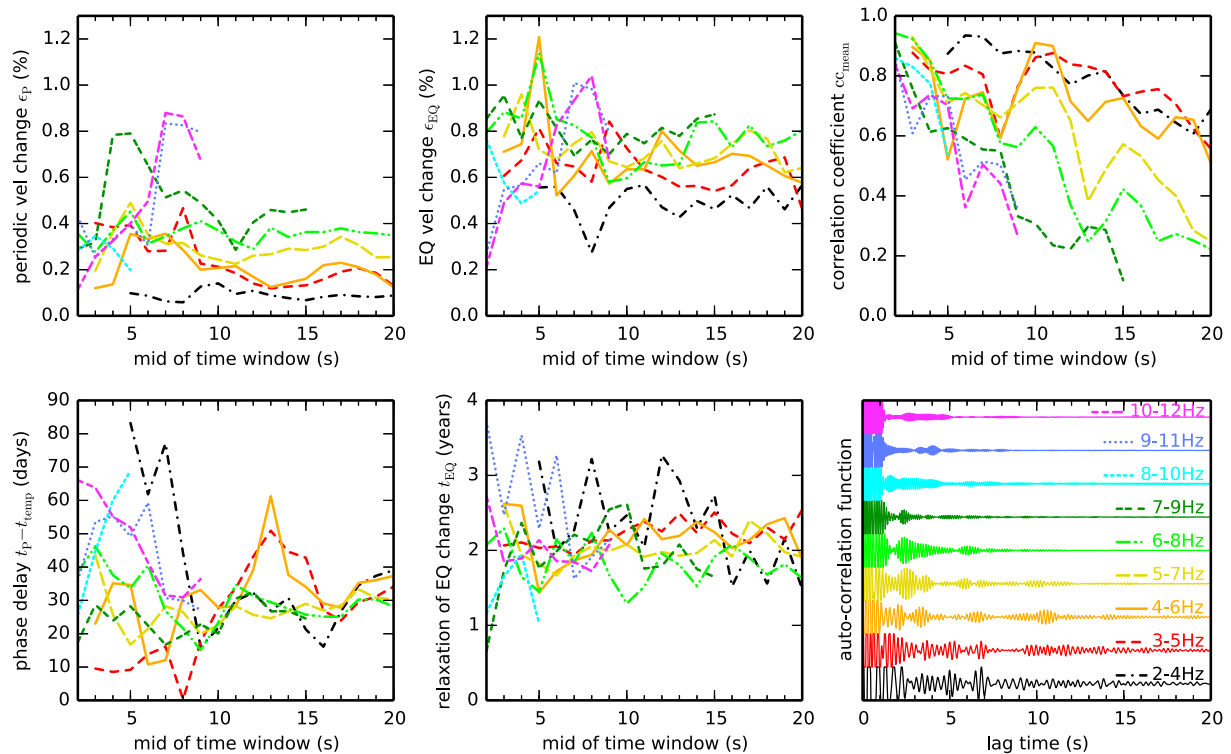 periodic vel change ϵP (%)
1.2
1.0
0.8
0.6
0.4
0.2
0.0
5 10 15 20
mid of time window (s)
EQ vel change ϵEQ (%)
1.2
1.0
0.8
0.6
0.4
0.2
0.0
5 10 15 20
mid of time window (s)
correlation coefficient ccmean
1.0
0.8
0.6
0.4
0.2
0.0
5 10 15 20
mid of time window (s)
phase delay tP−ttemp (days)
90
80
70
60
50
40
30
20
10
0
5 10 15 20
mid of time window (s)
relaxation of EQ change tEQ (years)
4
3
2
1
0
5 10 15 20
mid of time window (s)
auto-correlation function
10-12Hz
9-11Hz
8-10Hz
7-9Hz
6-8Hz
5-7Hz
4-6Hz
3-5Hz
2-4Hz
0 5 10 15 20
lag time (s)